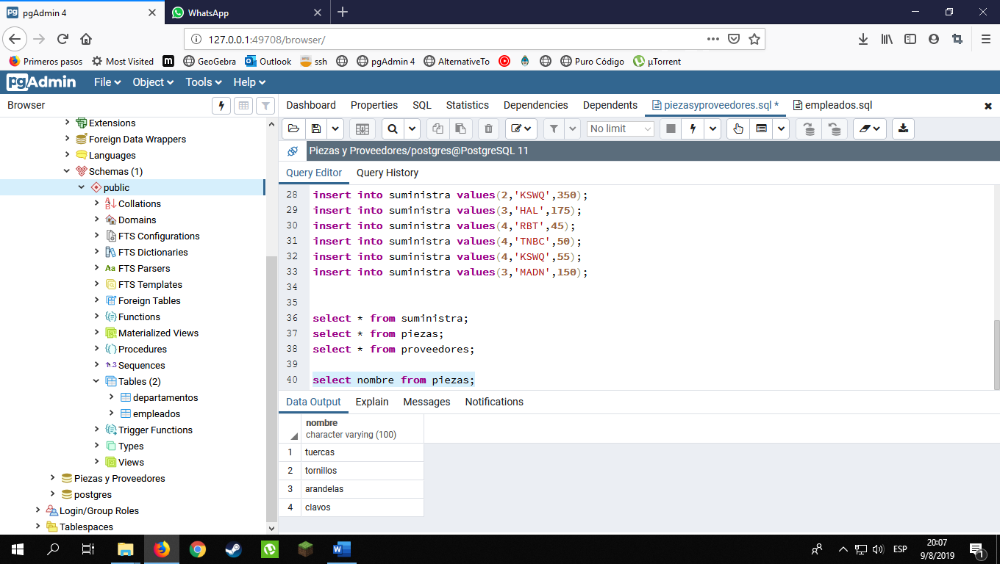 pgAdmin 4
WhatsApp
127.0.0.1:49708/browser/
Primeros pasos
Most Visited
m
GeoGebra
Outlook
ssh
pgAdmin 4
AlternativeTo
Puro Código
µTorrent
pgAdmin
File
Object
Tools
Help
Browser
Dashboard
Properties
SQL
Statistics
Dependencies
Dependents
piezasyproveedores.sql *
empleados.sql
Extensions
Foreign Data Wrappers
Languages
Schemas (1)
public
Collations
Domains
FTS Configurations
FTS Dictionaries
FTS Parsers
FTS Templates
Foreign Tables
Functions
Materialized Views
Procedures
Sequences
Tables (2)
departamentos
empleados
Trigger Functions
Types
Views
Piezas y Proveedores
postgres
Login/Group Roles
Tablespaces
No limit
Piezas y Proveedores/postgres@PostgreSQL 11
Query Editor
Query History
28 insert into suministra values(2,'KSWQ',350);
29 insert into suministra values(3,'HAL',175);
30 insert into suministra values(4,'RBT',45);
31 insert into suministra values(4,'TNBC',50);
32 insert into suministra values(4,'KSWQ',55);
33 insert into suministra values(3,'MADN',150);
34
35
36 select * from suministra;
37 select * from piezas;
38 select * from proveedores;
39
40 select nombre from piezas;
Data Output
Explain
Messages
Notifications
nombre
character varying (100)
1 tuercas
2 tornillos
3 arandelas
4 clavos
ESP
20:07
9/8/2019
1